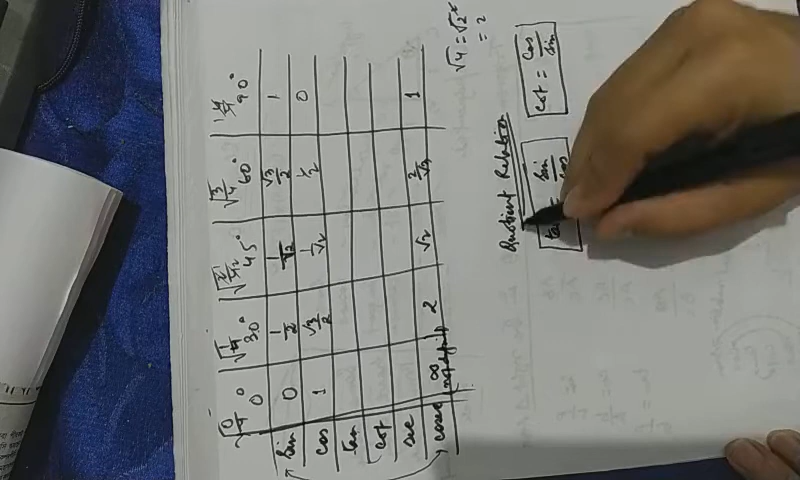 √0/4 √1/4 √2/4 √3/4 √4/4
0° 30° 45° 60° 90°
sin 0 1/2 1/√2 √3/2 1
cos 1 √3/2 1/√2 1/2 0
tan
cot
sec
cosec ∞ 2 √2 2/√3 1
√4 = √2
= 2
Quotient Relation
tan = sin/cos
cot = cos/sin